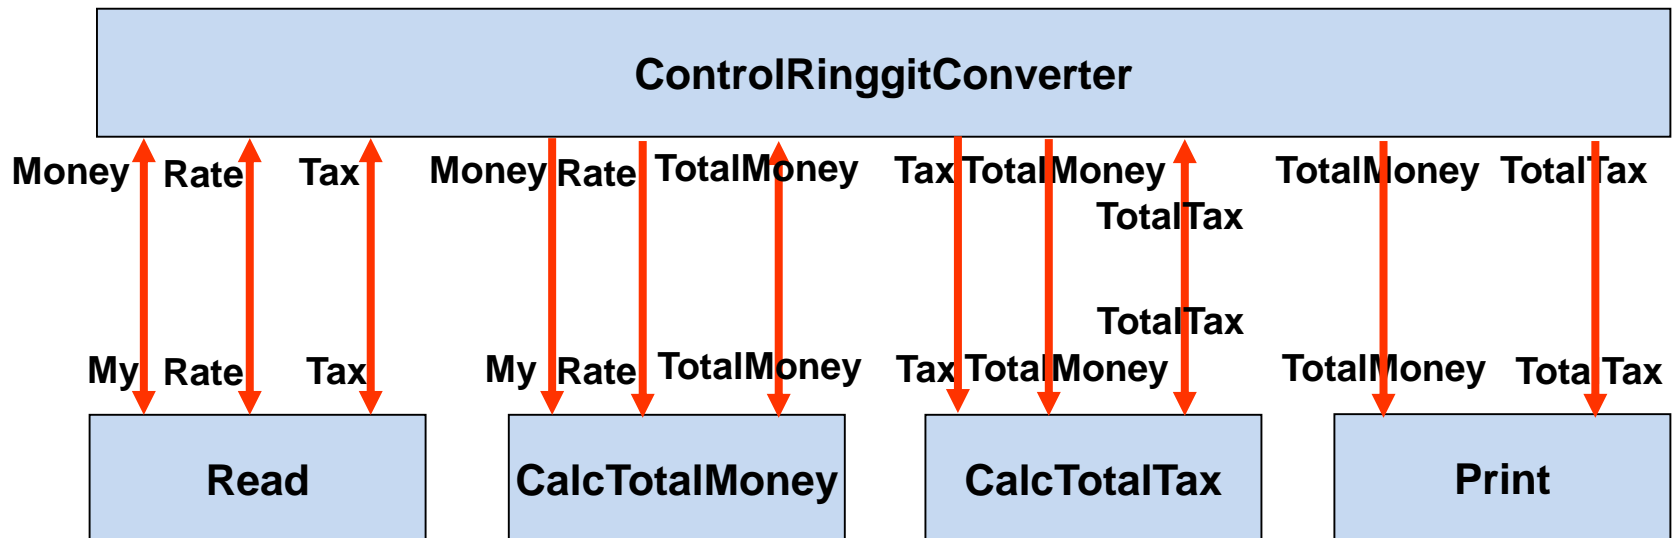 ControlRinggitConverter
Money Rate Tax Money Rate TotalMoney Tax TotalMoney TotalMoney TotalTax
TotalTax
TotalTax
My Rate Tax My Rate TotalMoney Tax TotalMoney TotalMoney TotalTax
Read CalcTotalMoney CalcTotalTax Print